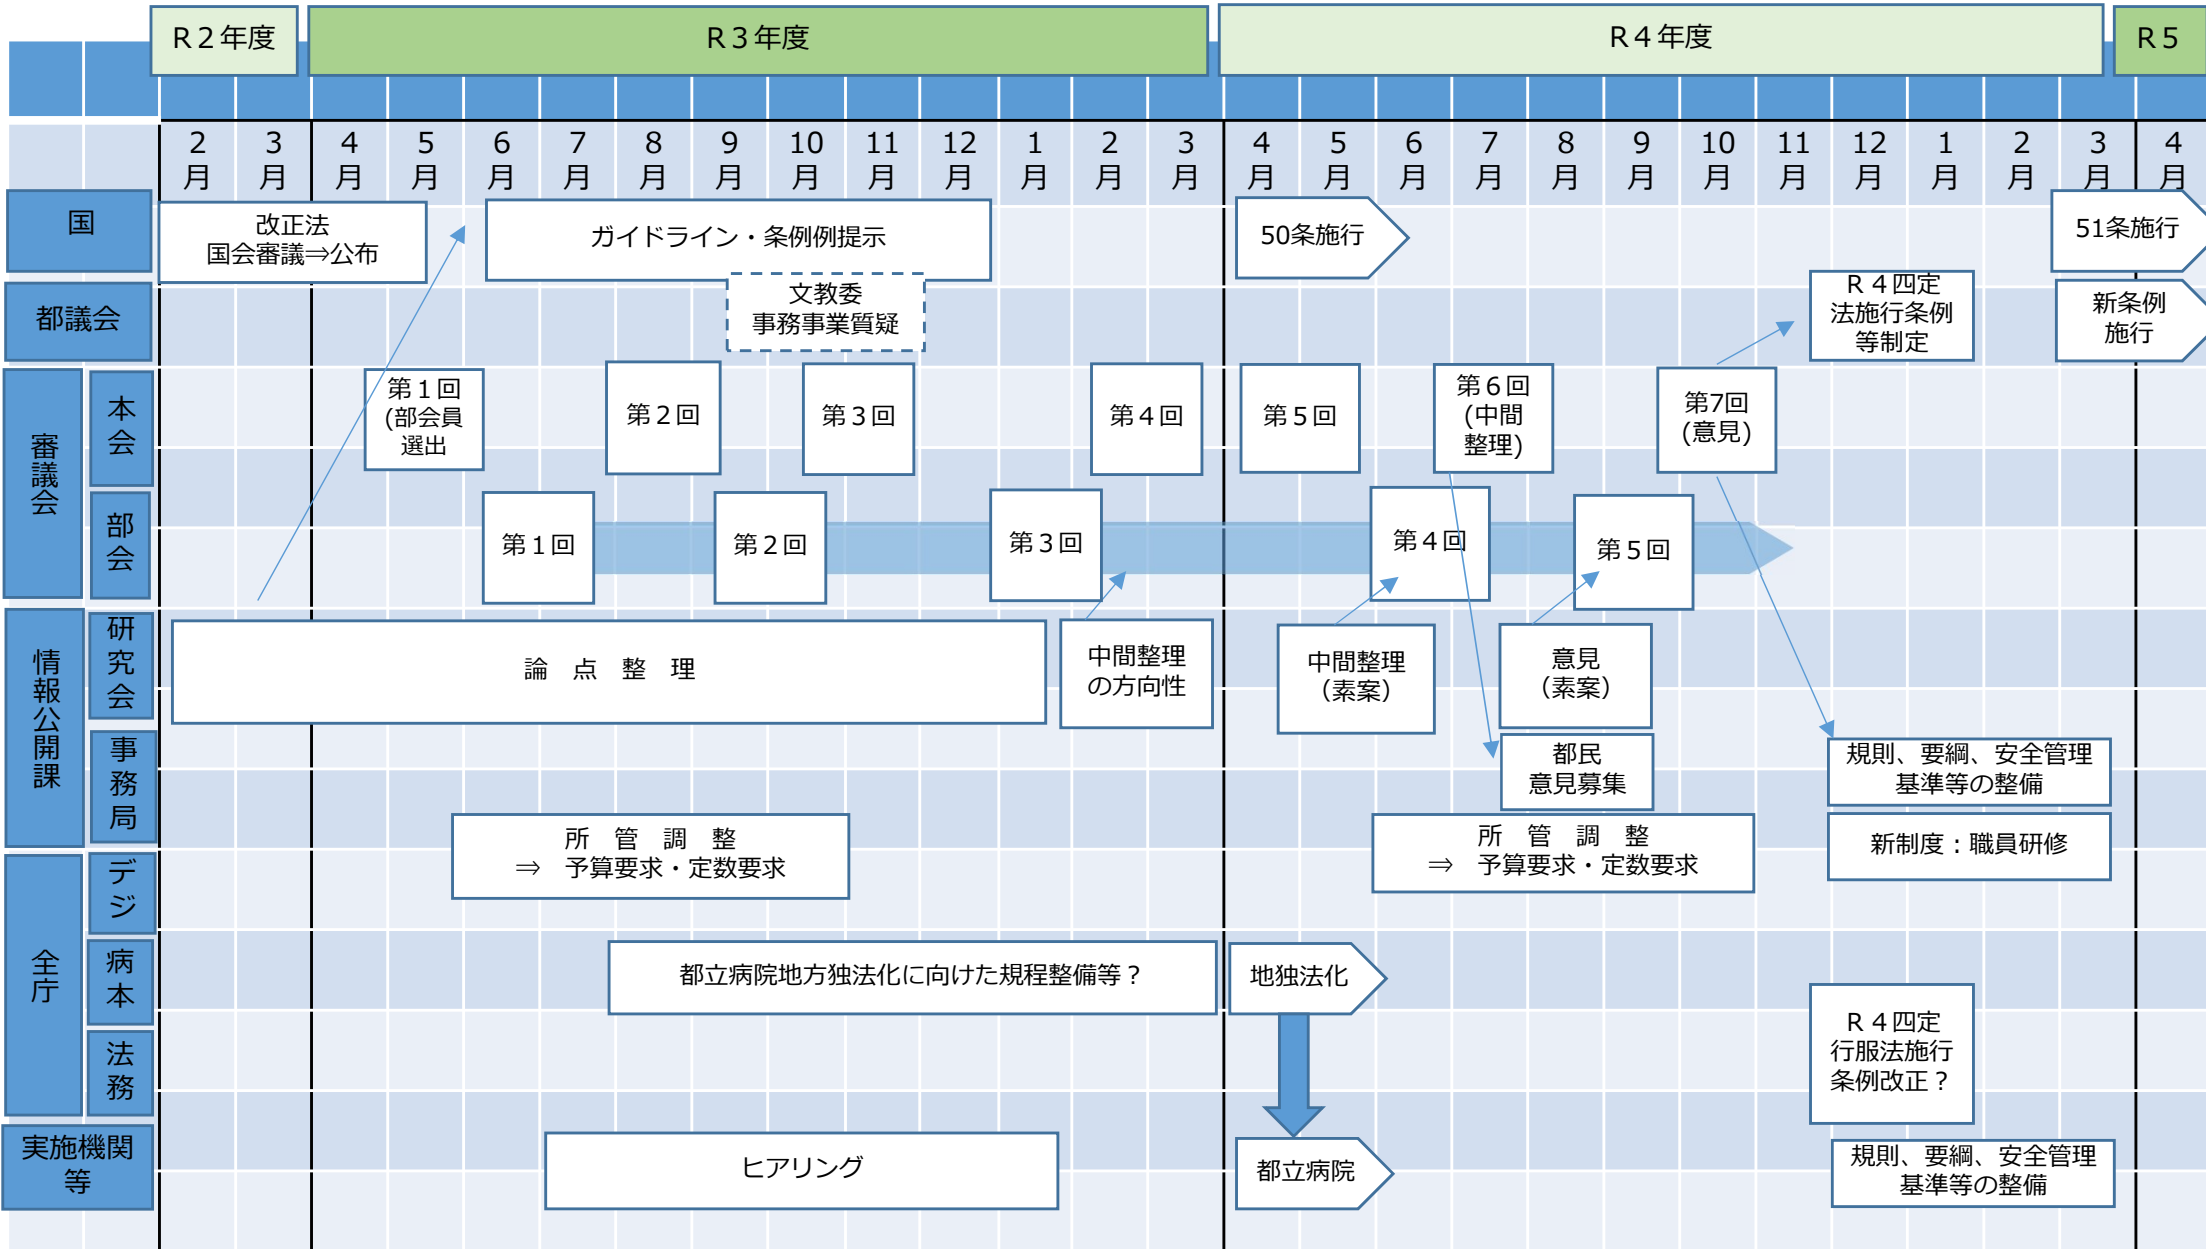 R２年度
R３年度
R４年度
R５
2月
3月
4月
5月
6月
7月
8月
9月
10月
11月
12月
1月
2月
3月
4月
5月
6月
7月
8月
9月
10月
11月
12月
1月
2月
3月
4月
国
改正法
国会審議⇒公布
ガイドライン・条例例提示
50条施行
51条施行
都議会
文教委
事務事業質疑
R４四定
法施行条例
等制定
新条例
施行
審議会
本会
第１回
(部会員
選出
第２回
第３回
第４回
第５回
第６回
(中間
整理)
第7回
(意見)
部会
第１回
第２回
第３回
第４回
第５回
情報公開課
研究会
論　点　整　理
中間整理
の方向性
中間整理
（素案）
意見
（素案）
事務局
都民
意見募集
規則、要綱、安全管理
基準等の整備
所　管　調　整
⇒　予算要求・定数要求
所　管　調　整
⇒　予算要求・定数要求
新制度：職員研修
全庁
デジ
病本
都立病院地方独法化に向けた規程整備等？
地独法化
法務
R４四定
行服法施行
条例改正？
実施機関
等
ヒアリング
都立病院
規則、要綱、安全管理
基準等の整備